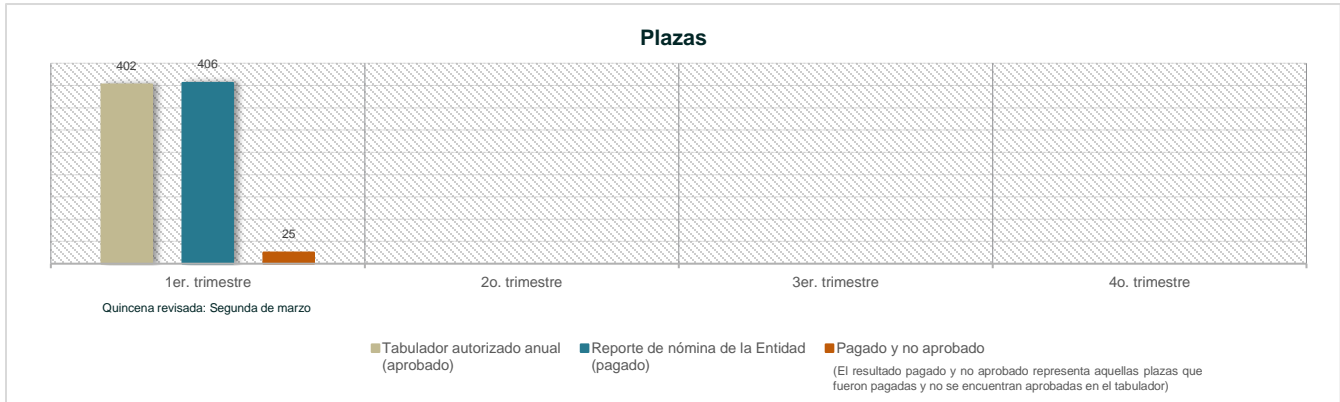 Plazas
402
406
25
1er. trimestre
2o. trimestre
3er. trimestre
4o. trimestre
Quincena revisada: Segunda de marzo
Tabulador autorizado anual
(aprobado)
Reporte de nómina de la Entidad
(pagado)
Pagado y no aprobado
(El resultado pagado y no aprobado representa aquellas plazas que
fueron pagadas y no se encuentran aprobadas en el tabulador)